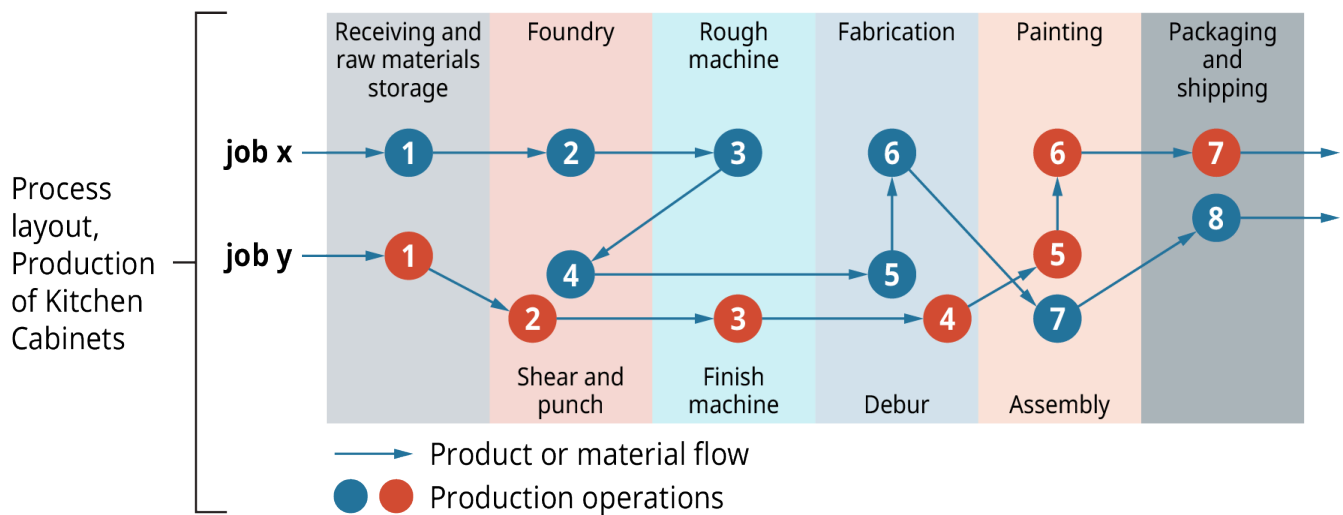 Receiving and
raw materials
storage
Foundry
Rough
machine
Fabrication
Painting
Packaging
and
shipping
job x
1
2
3
6
6
7
Process
layout,
Production
of Kitchen
Cabinets
job y
1
4
5
5
8
2
3
4
7
Shear and
punch
Finish
machine
Debur
Assembly
Product or material flow
Production operations